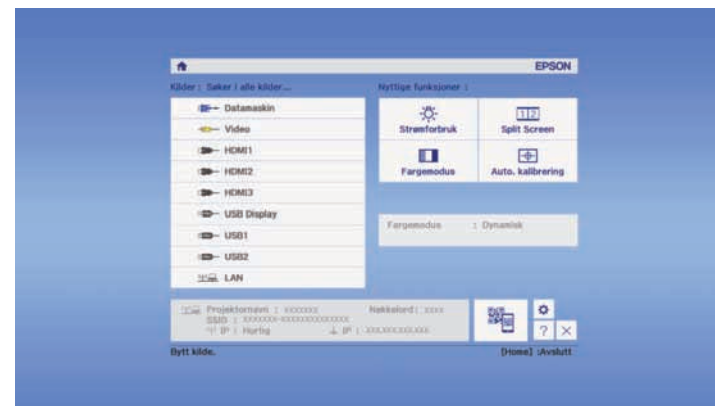 EPSON
Kilder : Søker i alle kilder...
Datamaskin
Video
HDMI1
HDMI2
HDMI3
USB Display
USB1
USB2
LAN
Nyttige funksjoner :
Strømforbruk
Split Screen
1 2
Fargemodus
Auto. kalibrering
Fargemodus : Dynamisk
Projektornavn : xxxxxxx
Nøkkelord : xxxx
SSID :
IP : Hurtig
IP : XXX.XXX.XXX.XXX
?
Bytt kilde.
[Home] :Avslutt